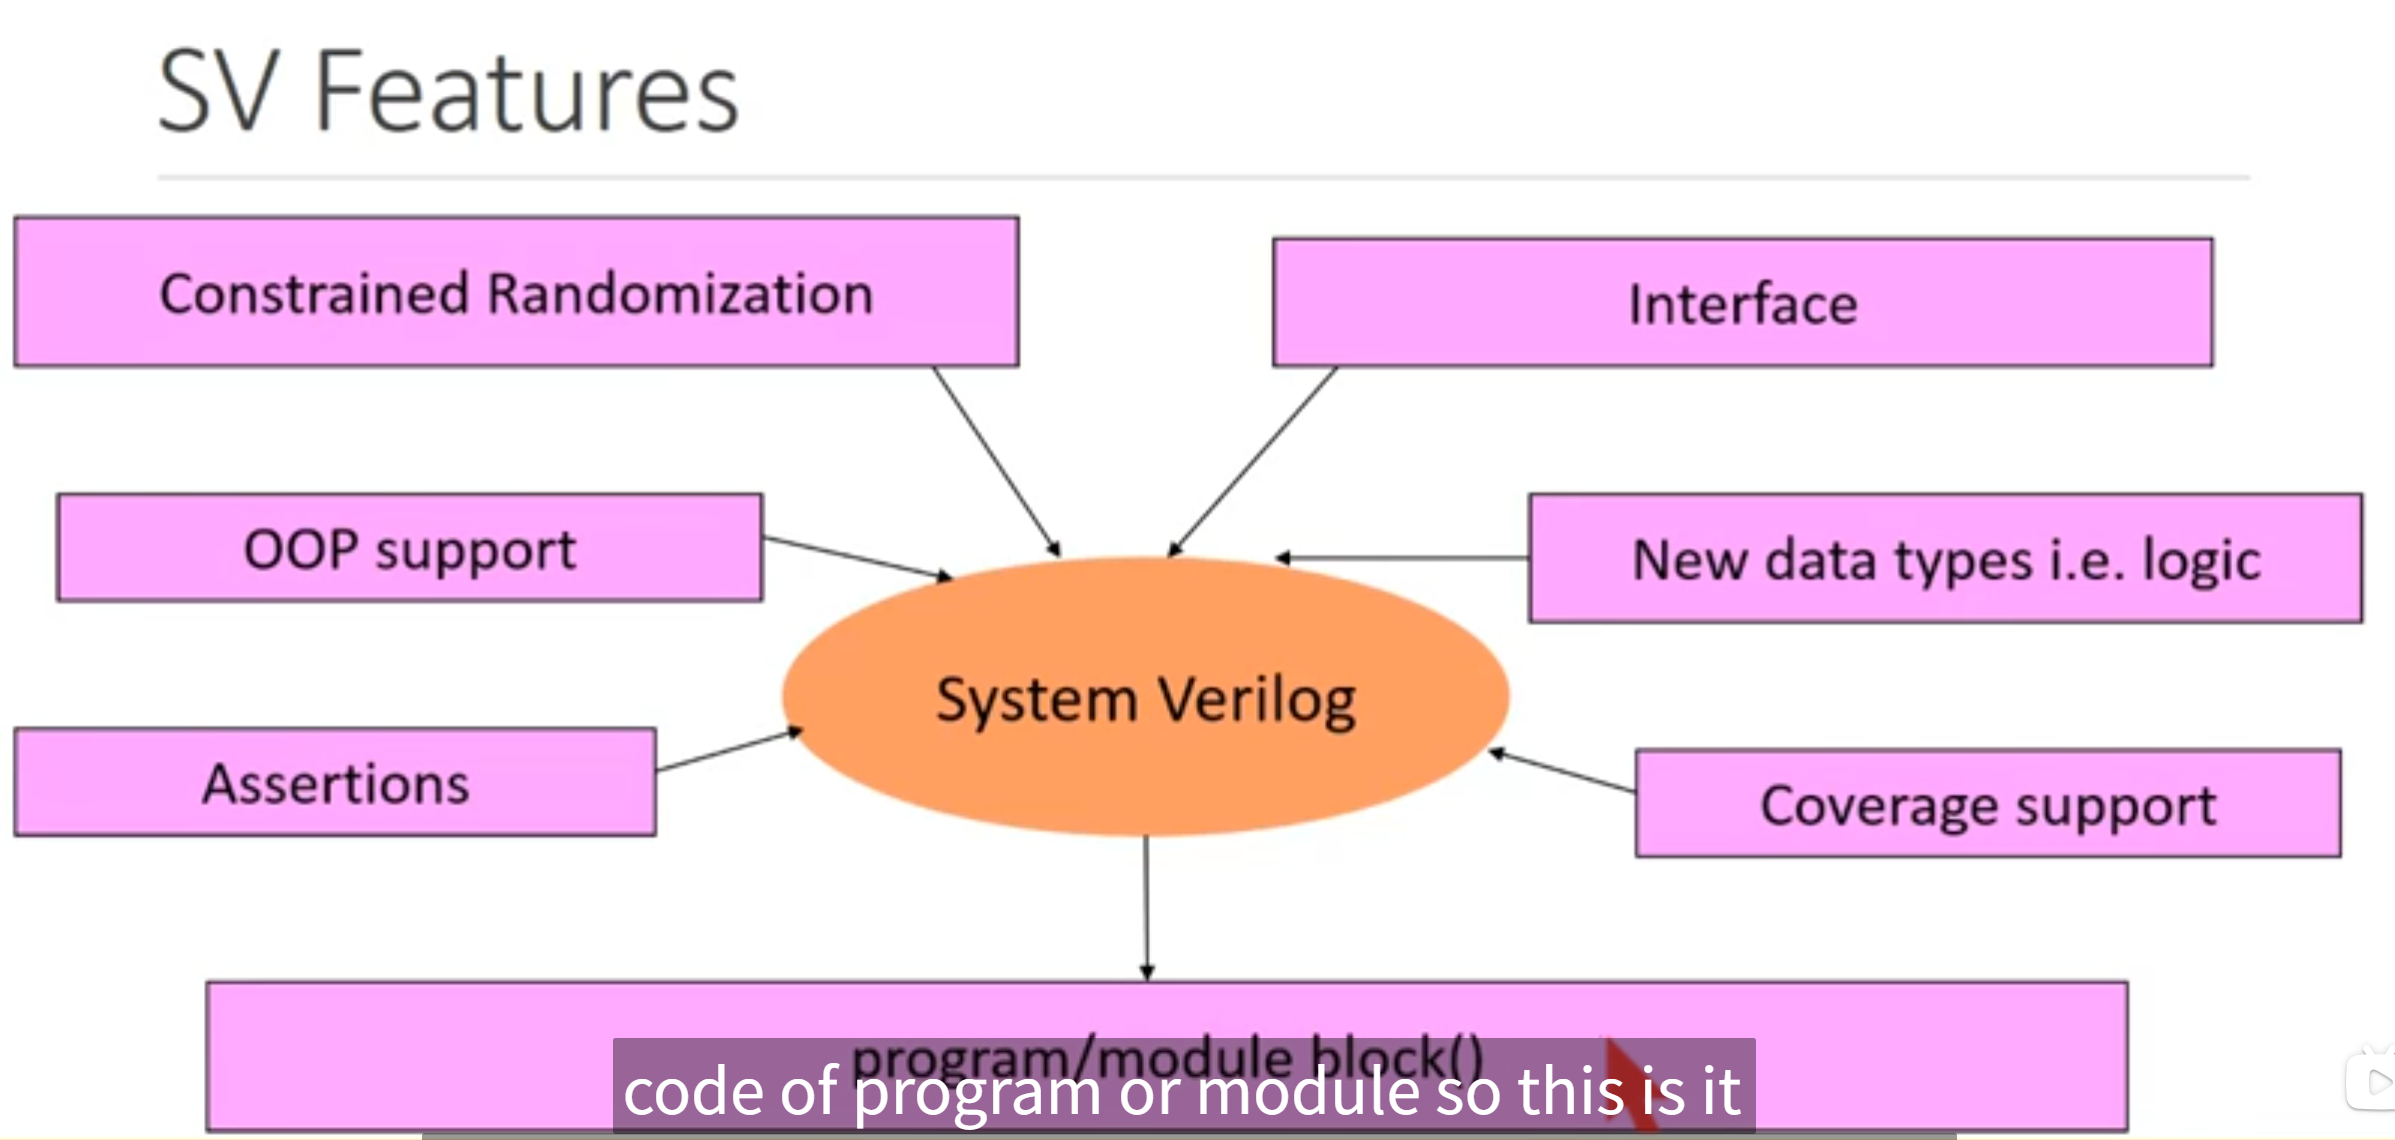 SV Features
Constrained Randomization
Interface
OOP support
New data types i.e. logic
System Verilog
Assertions
Coverage support
program/module block()
code of program or module so this is it